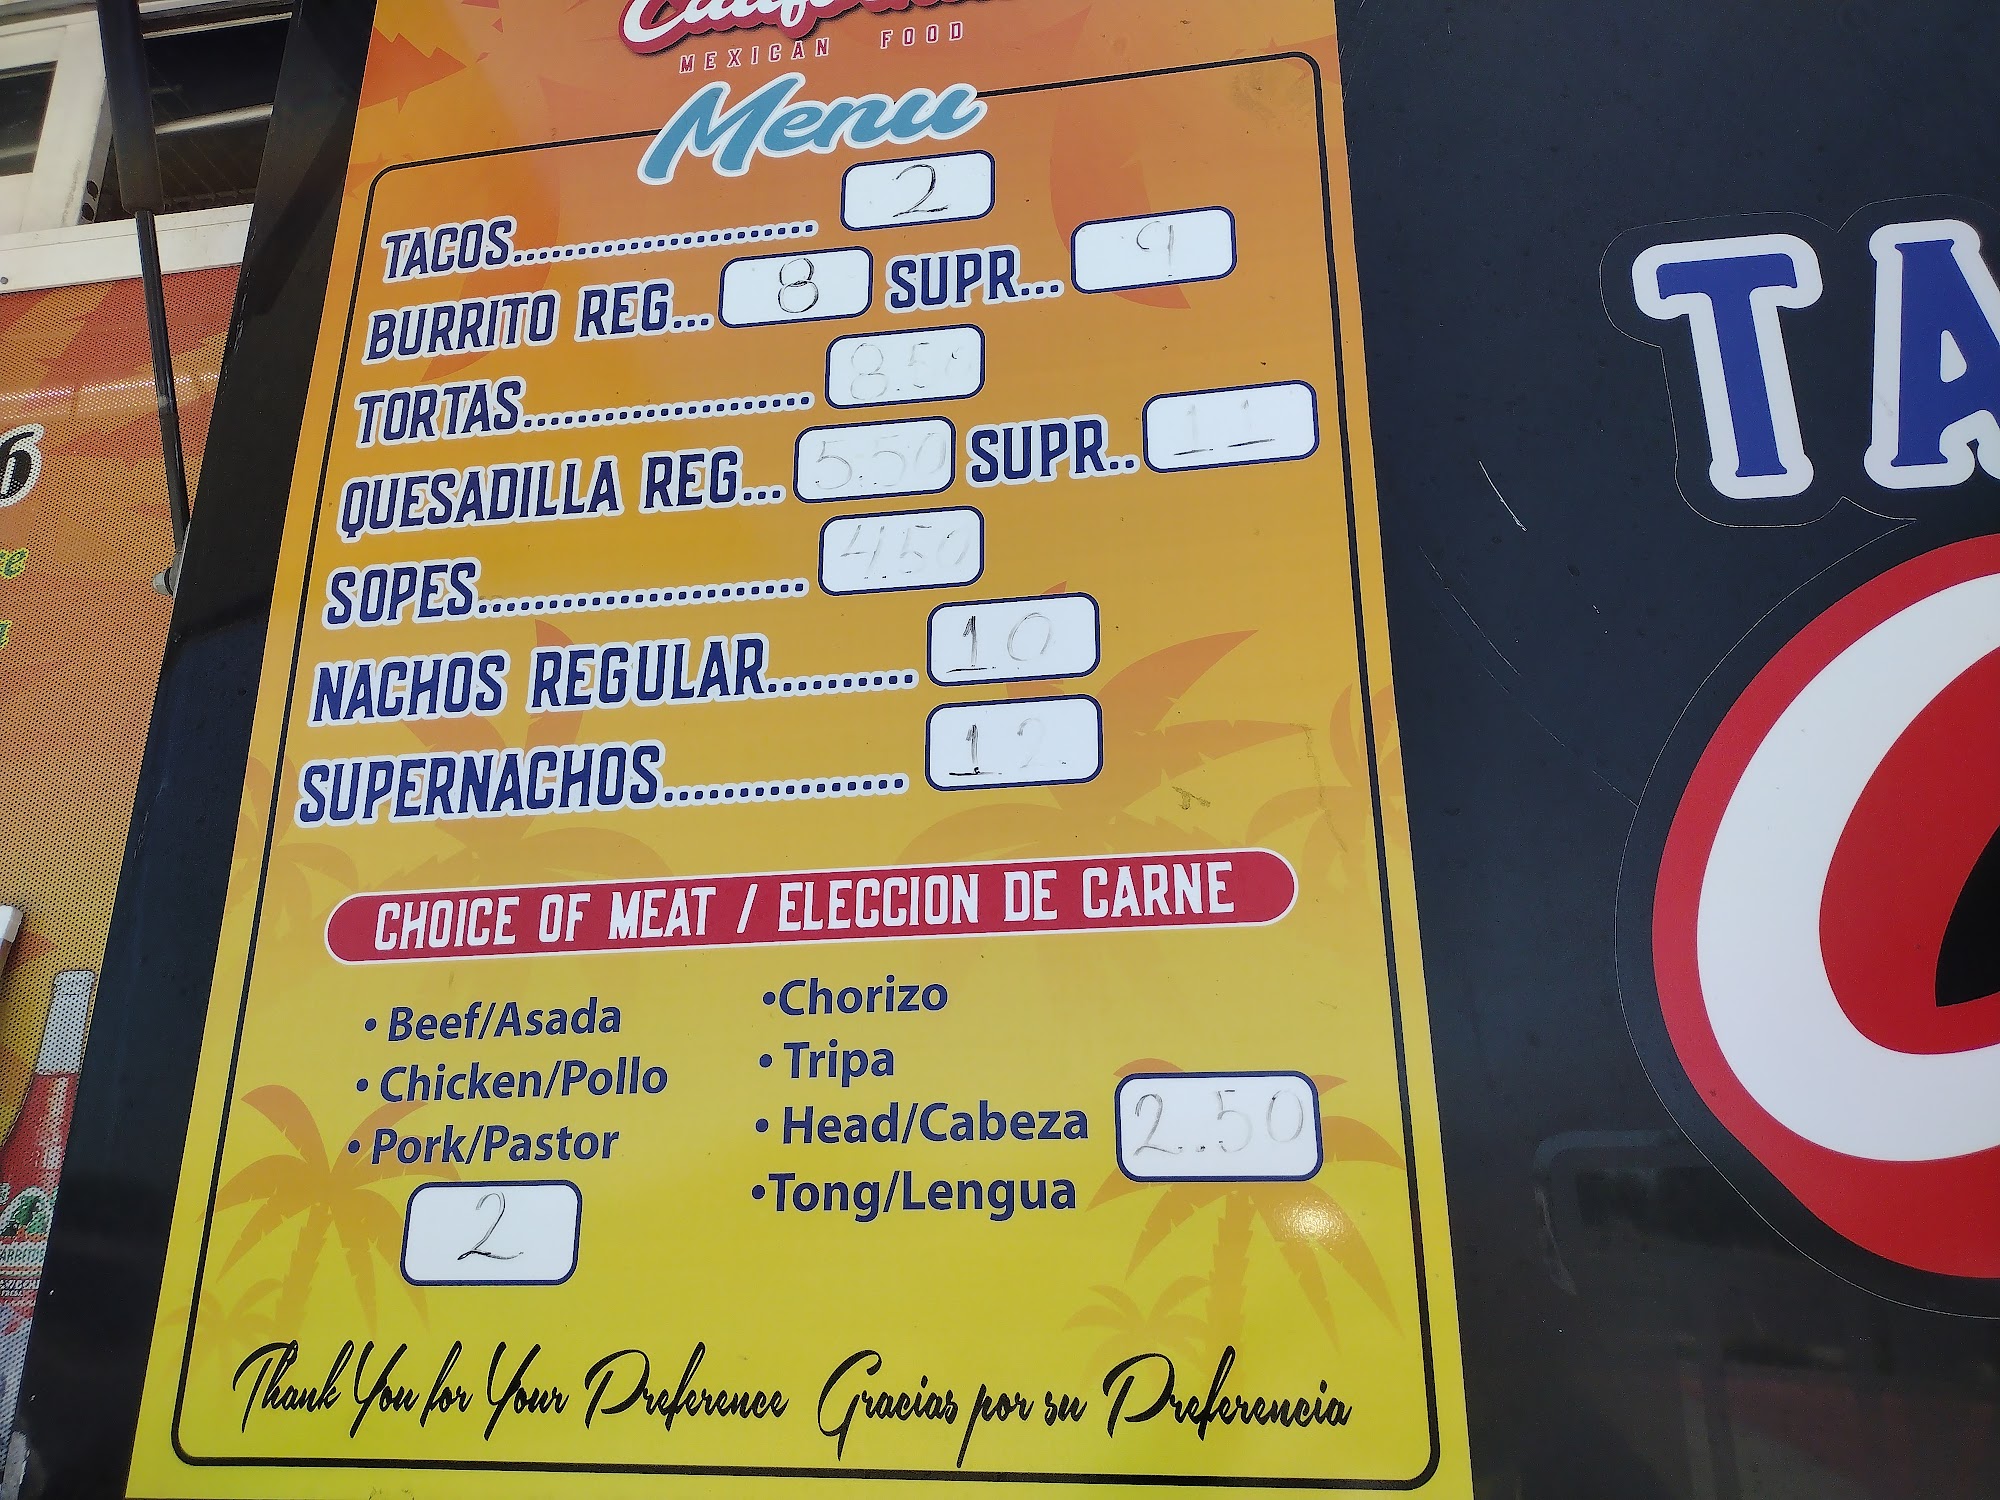 MEXICAN FOOD
Menu
TACOS........................ 2
BURRITO REG... 8 SUPR... 9
TORTAS........................ 8.50
QUESADILLA REG... 5.50 SUPR.. 11
SOPES........................ 4.50
NACHOS REGULAR.......... 10
SUPERNACHOS................ 12.
CHOICE OF MEAT / ELECCION DE CARNE
• Beef/Asada
• Chicken/Pollo
• Pork/Pastor
2
•Chorizo
• Tripa
• Head/Cabeza 2.50
•Tong/Lengua
Thank You for Your Preference Gracias por su Preferencia
TA